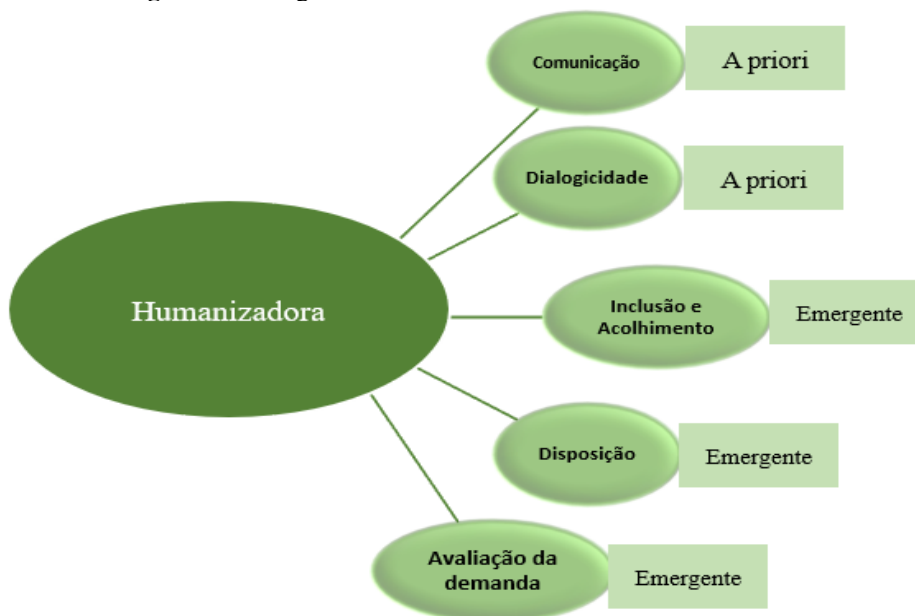 Comunicação
A priori
Dialogicidade
A priori
Humanizadora
Inclusão e
Acolhimento
Emergente
Disposição
Emergente
Avaliação da
demanda
Emergente